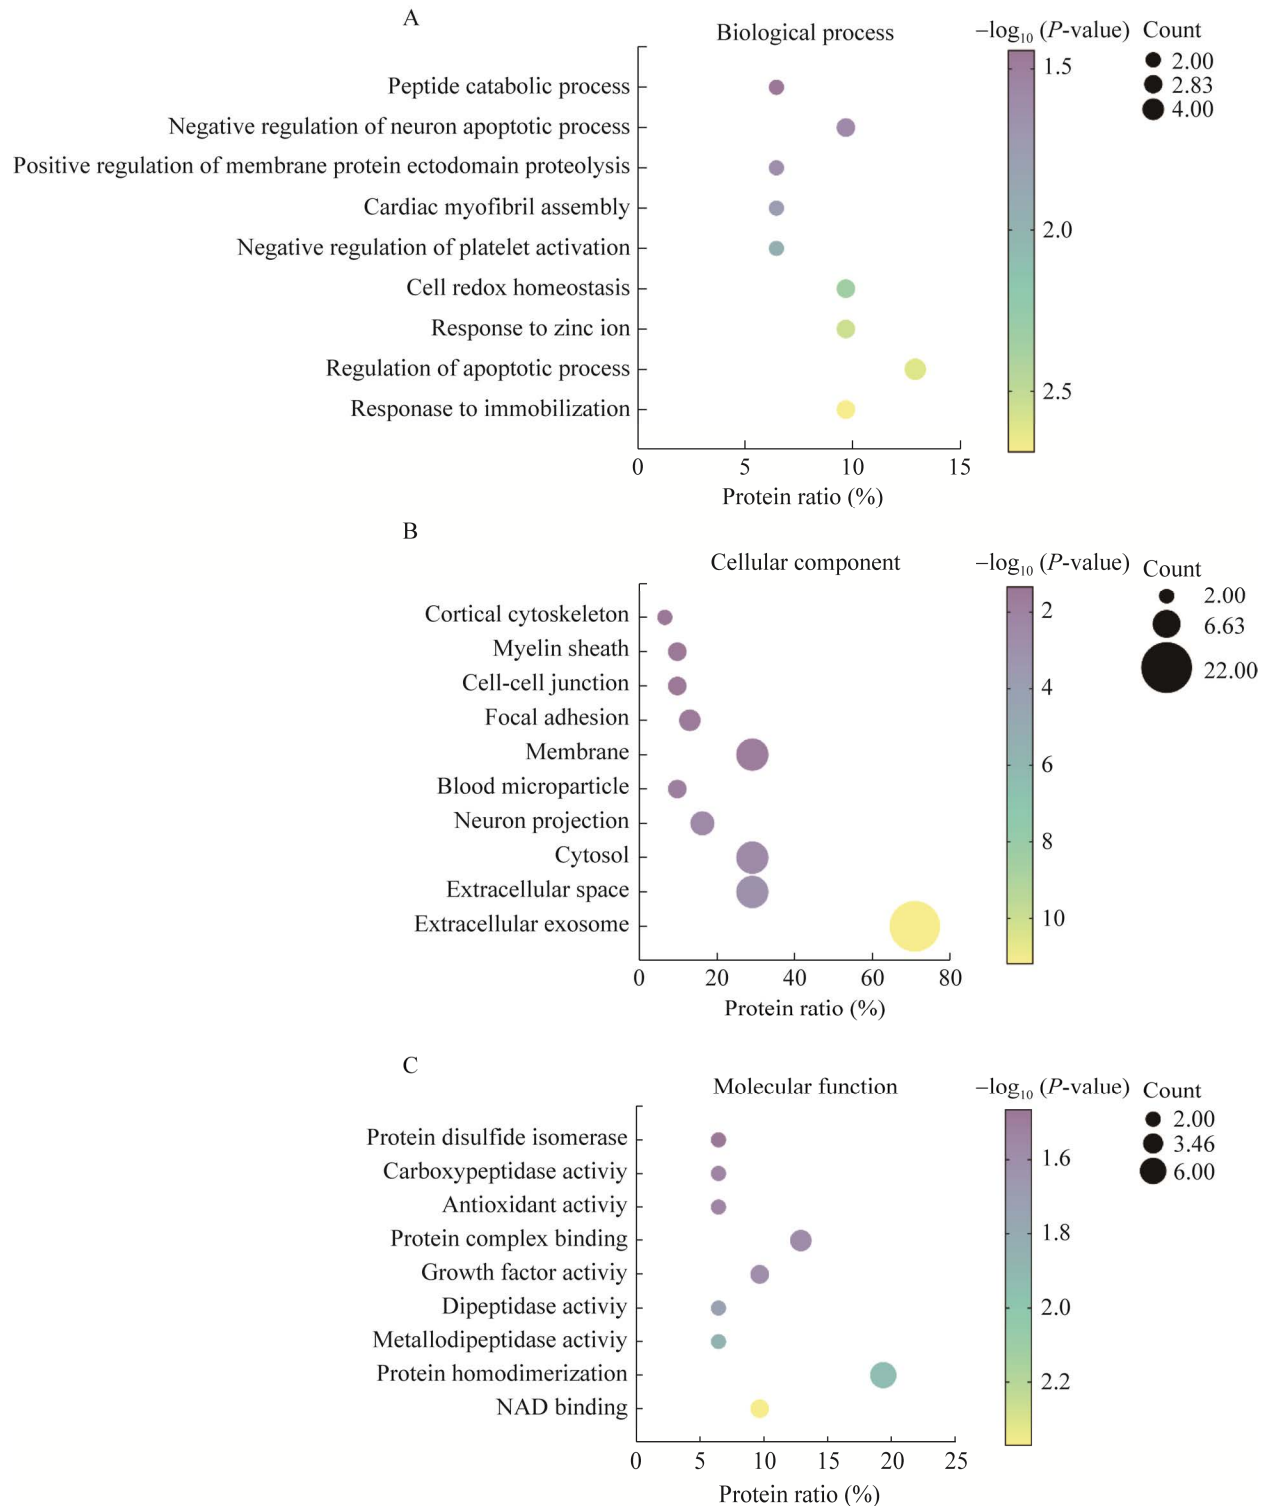 A
Biological process
−log10 (P-value) Count
Peptide catabolic process
Negative regulation of neuron apoptotic process
Positive regulation of membrane protein ectodomain proteolysis
Cardiac myofibril assembly
Negative regulation of platelet activation
Cell redox homeostasis
Response to zinc ion
Regulation of apoptotic process
Responase to immobilization
0 5 10 15
Protein ratio (%)
1.5
2.0
2.5
2.00
2.83
4.00
B
Cellular component
−log10 (P-value) Count
Cortical cytoskeleton
Myelin sheath
Cell-cell junction
Focal adhesion
Membrane
Blood microparticle
Neuron projection
Cytosol
Extracellular space
Extracellular exosome
0 20 40 60 80
Protein ratio (%)
2
4
6
8
10
2.00
6.63
22.00
C
Molecular function
−log10 (P-value) Count
Protein disulfide isomerase
Carboxypeptidase activiy
Antioxidant activiy
Protein complex binding
Growth factor activiy
Dipeptidase activiy
Metallodipeptidase activiy
Protein homodimerization
NAD binding
0 5 10 15 20 25
Protein ratio (%)
1.6
1.8
2.0
2.2
2.00
3.46
6.00